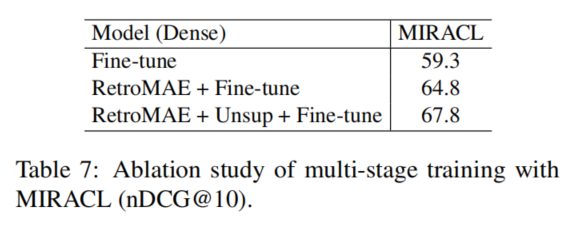 Model (Dense) MIRACL
Fine-tune 59.3
RetroMAE + Fine-tune 64.8
RetroMAE + Unsup + Fine-tune 67.8
Table 7: Ablation study of multi-stage training with
MIRACL (nDCG@10).